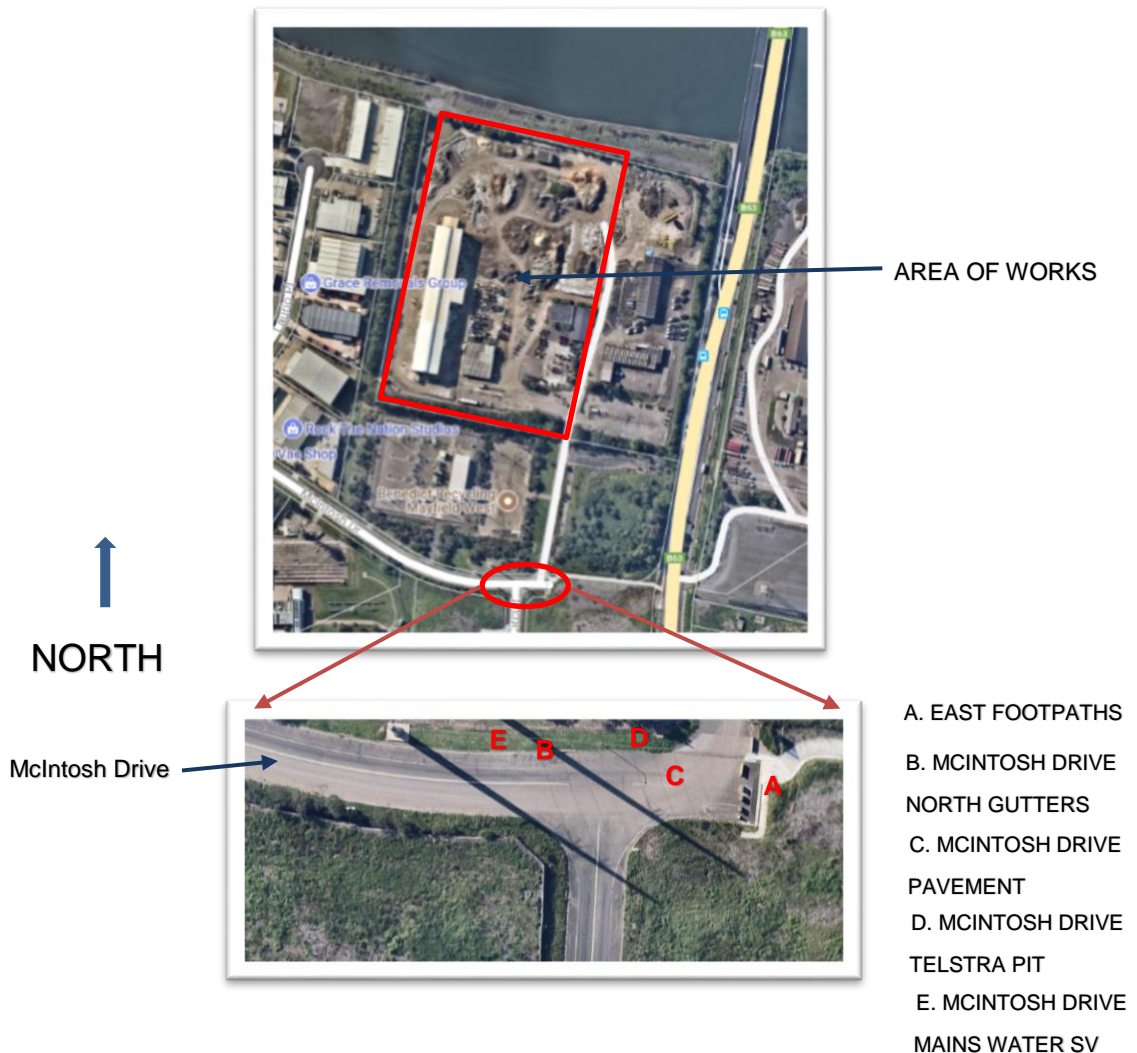 B63
B63
AREA OF WORKS
Grace Removals Group
Rock The Nation Studios
Vac Shop
Benedict Recycling
Mayfield West
McIntosh Dr
B63
NORTH
McIntosh Drive
E
B
D
C
A
A. EAST FOOTPATHS
B. MCINTOSH DRIVE
NORTH GUTTERS
C. MCINTOSH DRIVE
PAVEMENT
D. MCINTOSH DRIVE
TELSTRA PIT
E. MCINTOSH DRIVE
MAINS WATER SV